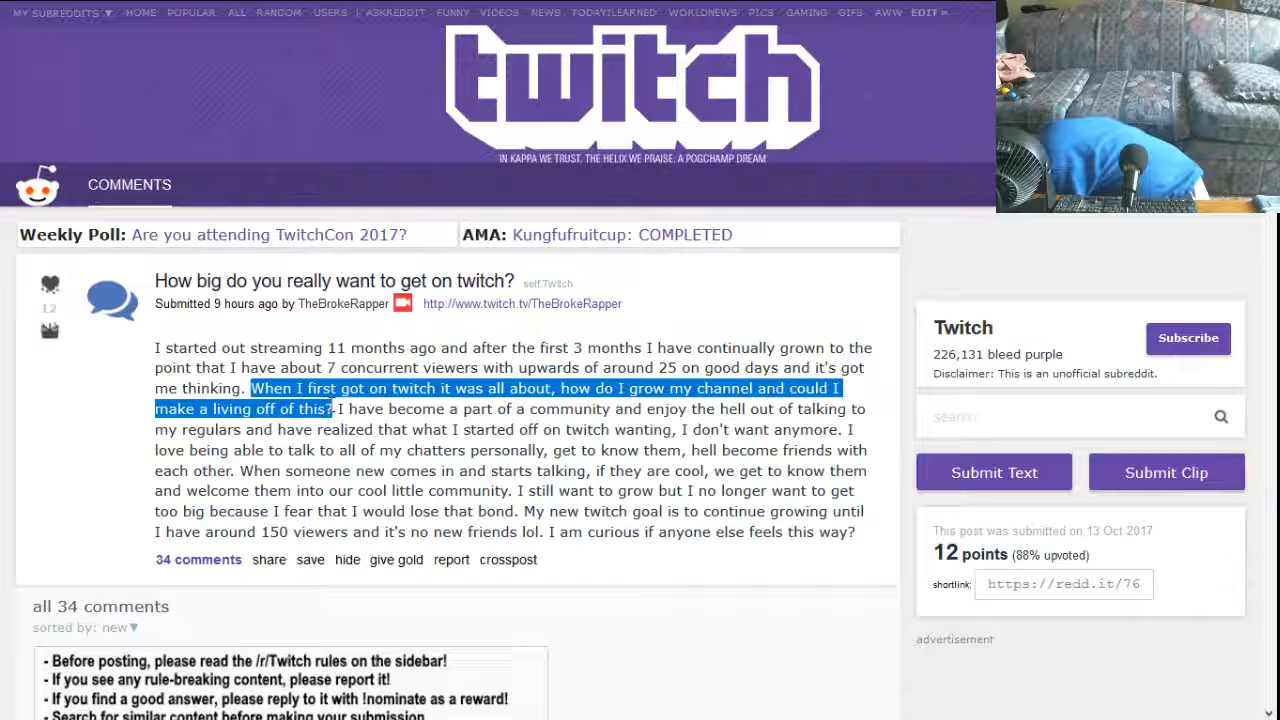 MY SUBREDDITS ▼ HOME POPULAR ALL RANDOM USERS | ASKREDDIT FUNNY VIDEOS NEWS TODAYILEARNED WORLDNEWS PICS GAMING GIFS AWW EDIT »
twitch
IN KAPPA WE TRUST, THE HELIX WE PRAISE, A POGCHAMP DREAM
COMMENTS
Weekly Poll: Are you attending TwitchCon 2017? AMA: Kungfufruitcup: COMPLETED
How big do you really want to get on twitch? self.Twitch
12
Submitted 9 hours ago by TheBrokeRapper http://www.twitch.tv/TheBrokeRapper
I started out streaming 11 months ago and after the first 3 months I have continually grown to the
point that I have about 7 concurrent viewers with upwards of around 25 on good days and it's got
me thinking. When I first got on twitch it was all about, how do I grow my channel and could I
make a living off of this? I have become a part of a community and enjoy the hell out of talking to
my regulars and have realized that what I started off on twitch wanting, I don't want anymore. I
love being able to talk to all of my chatters personally, get to know them, hell become friends with
each other. When someone new comes in and starts talking, if they are cool, we get to know them
and welcome them into our cool little community. I still want to grow but I no longer want to get
too big because I fear that I would lose that bond. My new twitch goal is to continue growing until
I have around 150 viewers and it's no new friends lol. I am curious if anyone else feels this way?
34 comments share save hide give gold report crosspost
all 34 comments
sorted by: new▼
- Before posting, please read the /r/Twitch rules on the sidebar!
- If you see any rule-breaking content, please report it!
- If you find a good answer, please reply to it with !nominate as a reward!
- Search for similar content before making your submission
Twitch
Subscribe
226,131 bleed purple
Disclaimer: This is an unofficial subreddit.
search
Submit Text Submit Clip
This post was submitted on 13 Oct 2017
12 points (88% upvoted)
shortlink: https://redd.it/76
advertisement